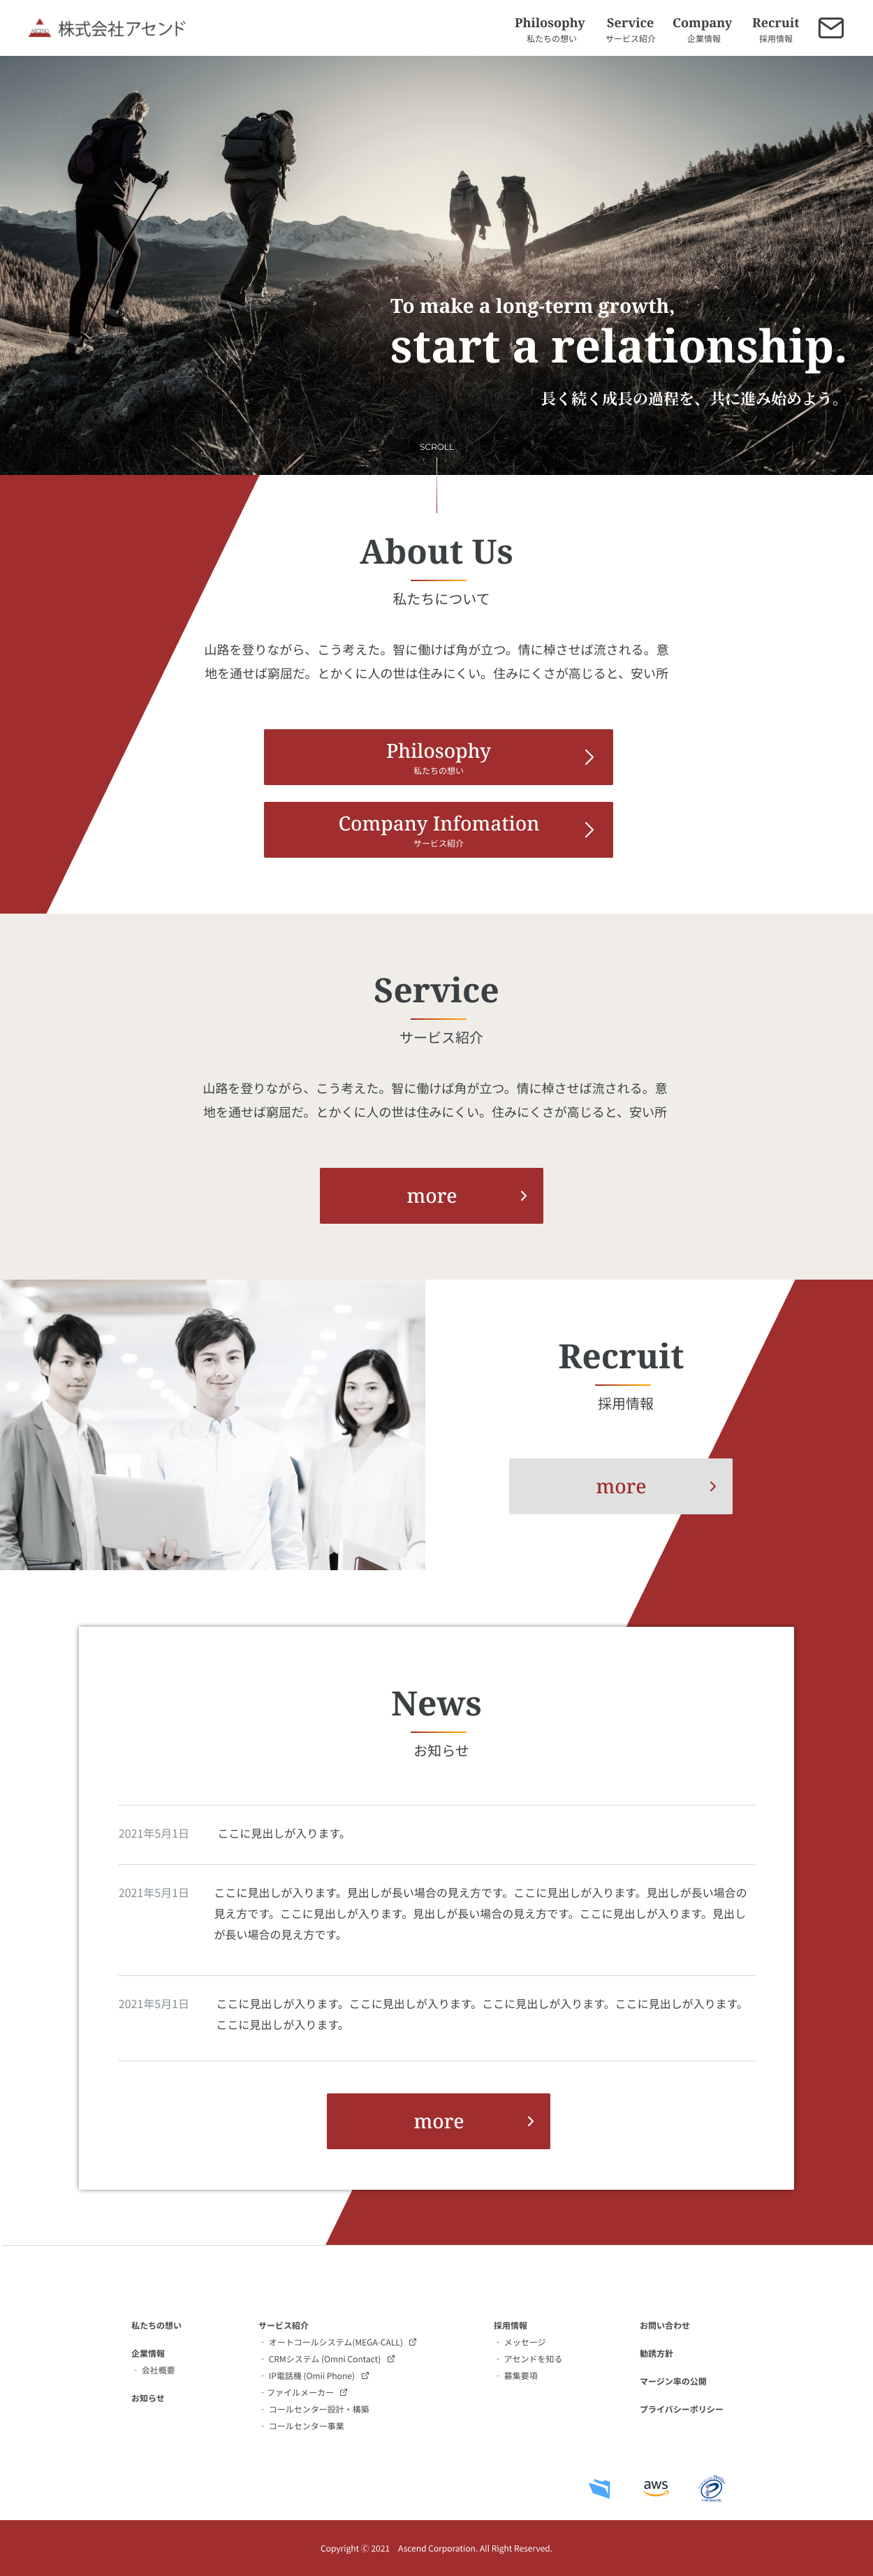 ASCEND 株式会社アセンド
Philosophy Service Company Recruit
私たちの想い サービス紹介 企業情報 採用情報
To make a long-term growth,
start a relationship.
長く続く成長の過程を、共に進み始めよう。
SCROLL
About Us
私たちについて
山路を登りながら、こう考えた。智に働けば角が立つ。情に棹させば流される。意
地を通せば窮屈だ。とかくに人の世は住みにくい。住みにくさが高じると、安い所
Philosophy
私たちの想い
Company Infomation
サービス紹介
Service
サービス紹介
山路を登りながら、こう考えた。智に働けば角が立つ。情に棹させば流される。意
地を通せば窮屈だ。とかくに人の世は住みにくい。住みにくさが高じると、安い所
more
Recruit
採用情報
more
News
お知らせ
2021年5月1日 ここに見出しが入ります。
2021年5月1日 ここに見出しが入ります。見出しが長い場合の見え方です。ここに見出しが入ります。見出しが長い場合の
見え方です。ここに見出しが入ります。見出しが長い場合の見え方です。ここに見出しが入ります。見出し
が長い場合の見え方です。
2021年5月1日 ここに見出しが入ります。ここに見出しが入ります。ここに見出しが入ります。ここに見出しが入ります。
ここに見出しが入ります。
more
私たちの想い
企業情報
- 会社概要
お知らせ
サービス紹介
- オートコールシステム(MEGA-CALL)
- CRMシステム (Omni Contact)
- IP電話機 (Omii Phone)
- ファイルメーカー
- コールセンター設計・構築
- コールセンター事業
採用情報
- メッセージ
- アセンドを知る
- 募集要項
お問い合わせ
勧誘方針
マージン率の公開
プライバシーポリシー
aws
Copyright Ⓒ 2021 Ascend Corporation. All Right Reserved.